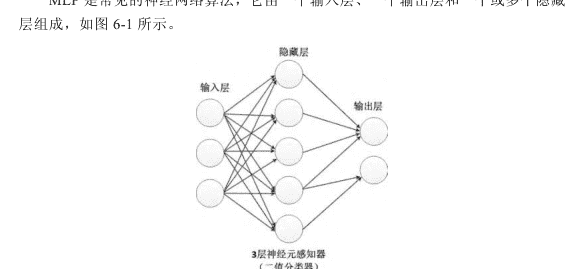 MLP 是常见的神经网络算法，它由一个输入层、一个输出层和一个或多个隐藏
层组成，如图 6-1 所示。
隐藏层
输入层
输出层
3层神经元感知器
（二值分类器）